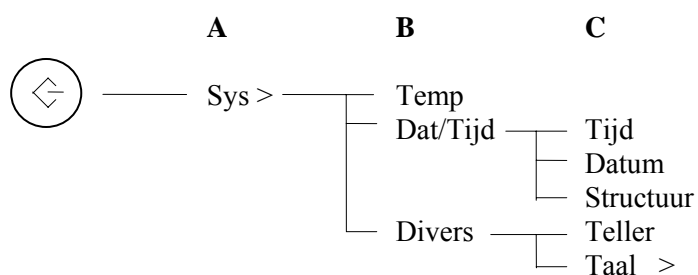 A B C
Sys > Temp
Dat/Tijd Tijd
Datum
Structuur
Divers Teller
Taal >